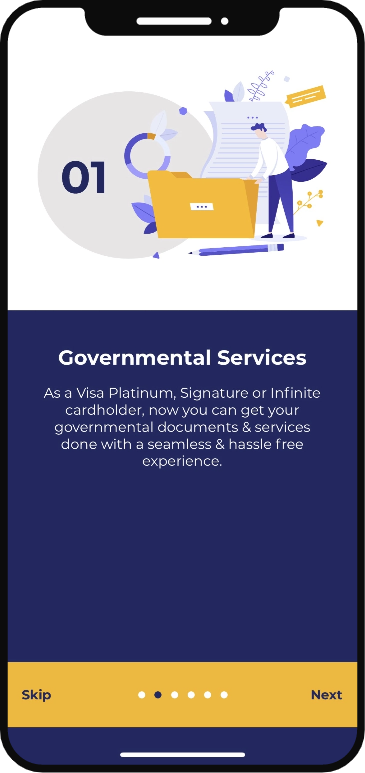 01
Governmental Services
As a Visa Platinum, Signature or Infinite
cardholder, now you can get your
governmental documents & services
done with a seamless & hassle free
experience.
Skip
Next